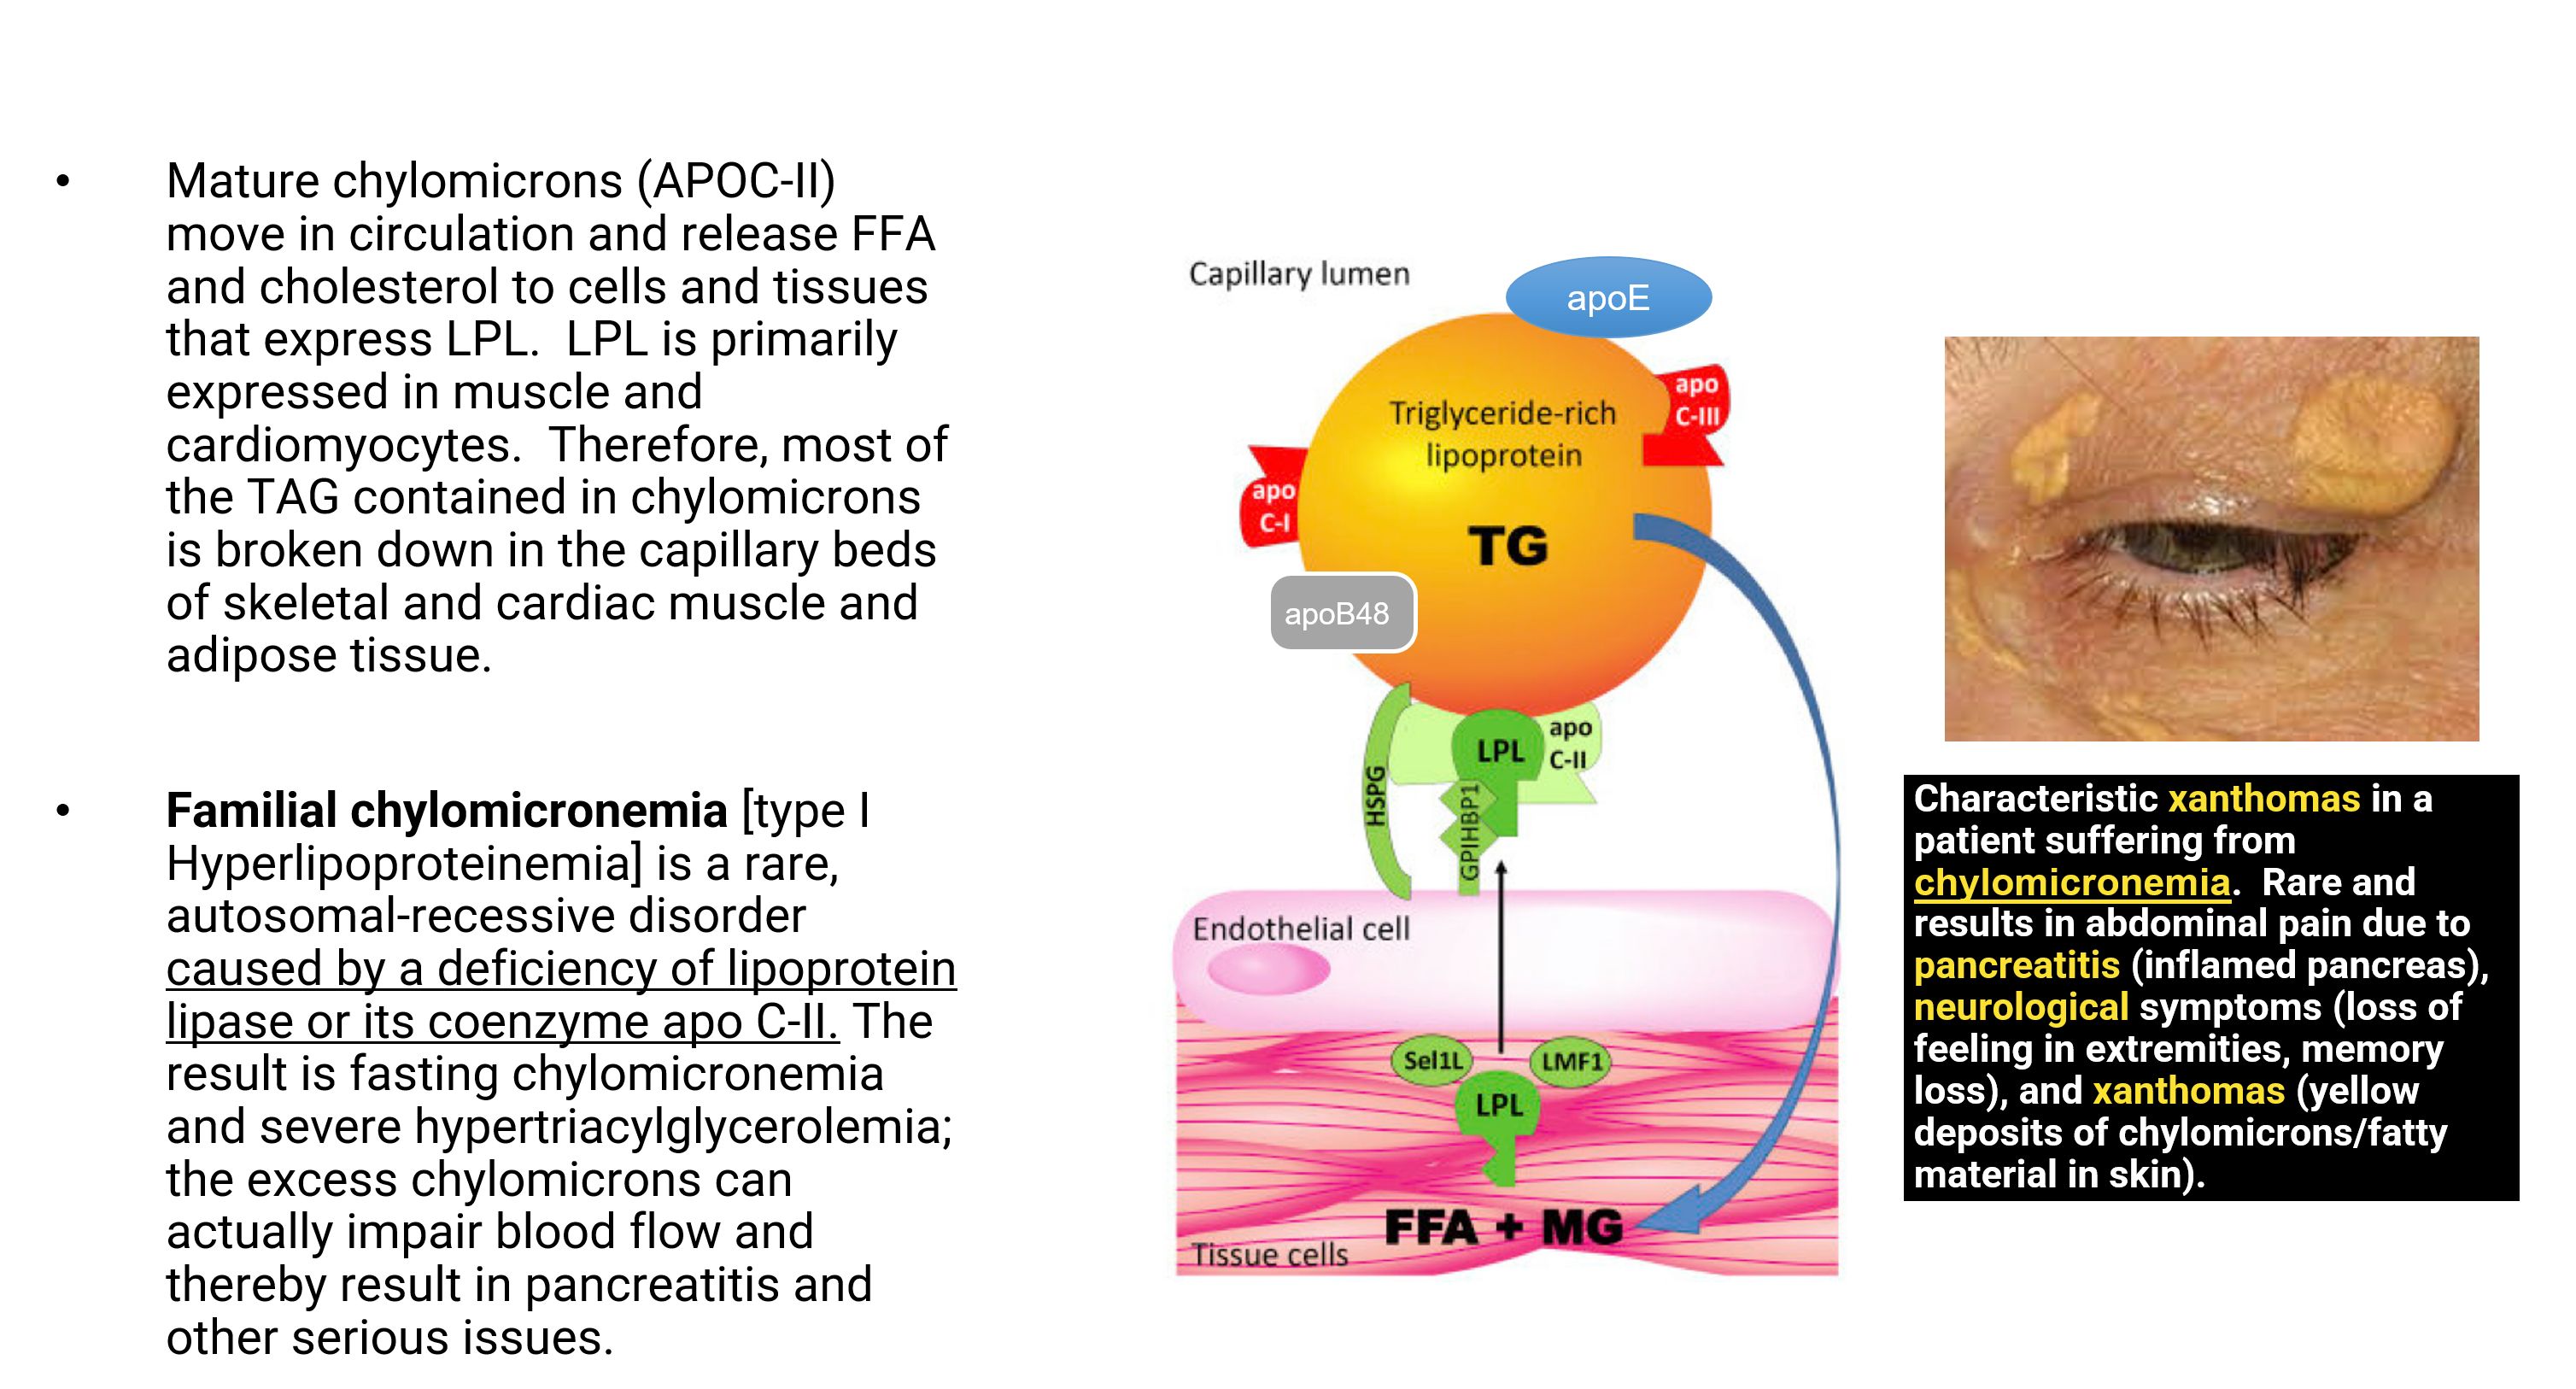 • Mature chylomicrons (APOC-II)
move in circulation and release FFA
and cholesterol to cells and tissues
that express LPL.  LPL is primarily
expressed in muscle and
cardiomyocytes.  Therefore, most of
the TAG contained in chylomicrons
is broken down in the capillary beds
of skeletal and cardiac muscle and
adipose tissue.
• Familial chylomicronemia [type I
Hyperlipoproteinemia] is a rare,
autosomal-recessive disorder
caused by a deficiency of lipoprotein
lipase or its coenzyme apo C-II. The
result is fasting chylomicronemia
and severe hypertriacylglycerolemia;
the excess chylomicrons can
actually impair blood flow and
thereby result in pancreatitis and
other serious issues.
Capillary lumen
apoE
apo
C-III
Triglyceride-rich
lipoprotein
apo
C-I
TG
apoB48
HSPG
LPL
apo
C-II
GPIHBP1
Endothelial cell
Sel1L
LMF1
LPL
FFA + MG
Tissue cells
Characteristic xanthomas in a
patient suffering from
chylomicronemia.  Rare and
results in abdominal pain due to
pancreatitis (inflamed pancreas),
neurological symptoms (loss of
feeling in extremities, memory
loss), and xanthomas (yellow
deposits of chylomicrons/fatty
material in skin).